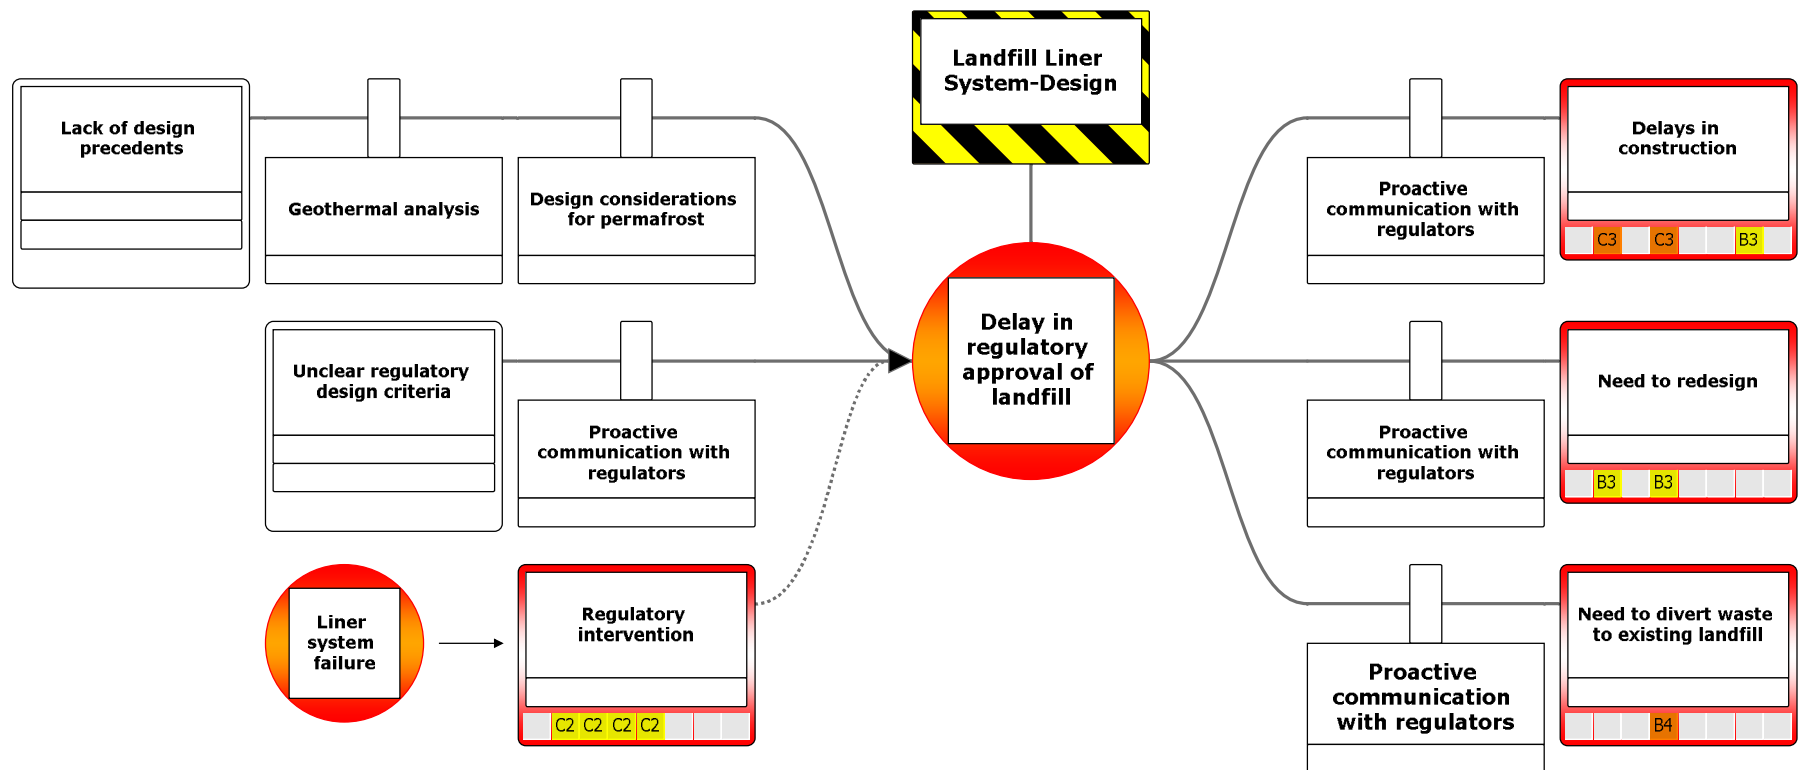 Landfill Liner
System-Design
Lack of design
precedents
Geothermal analysis
Design considerations
for permafrost
Proactive
communication with
regulators
Delays in
construction
C3 C3 B3
Unclear regulatory
design criteria
Proactive
communication with
regulators
Delay in
regulatory
approval of
landfill
Proactive
communication with
regulators
Need to redesign
B3 B3
Liner
system
failure
Regulatory
intervention
C2 C2 C2 C2
Proactive
communication
with regulators
Need to divert waste
to existing landfill
B4